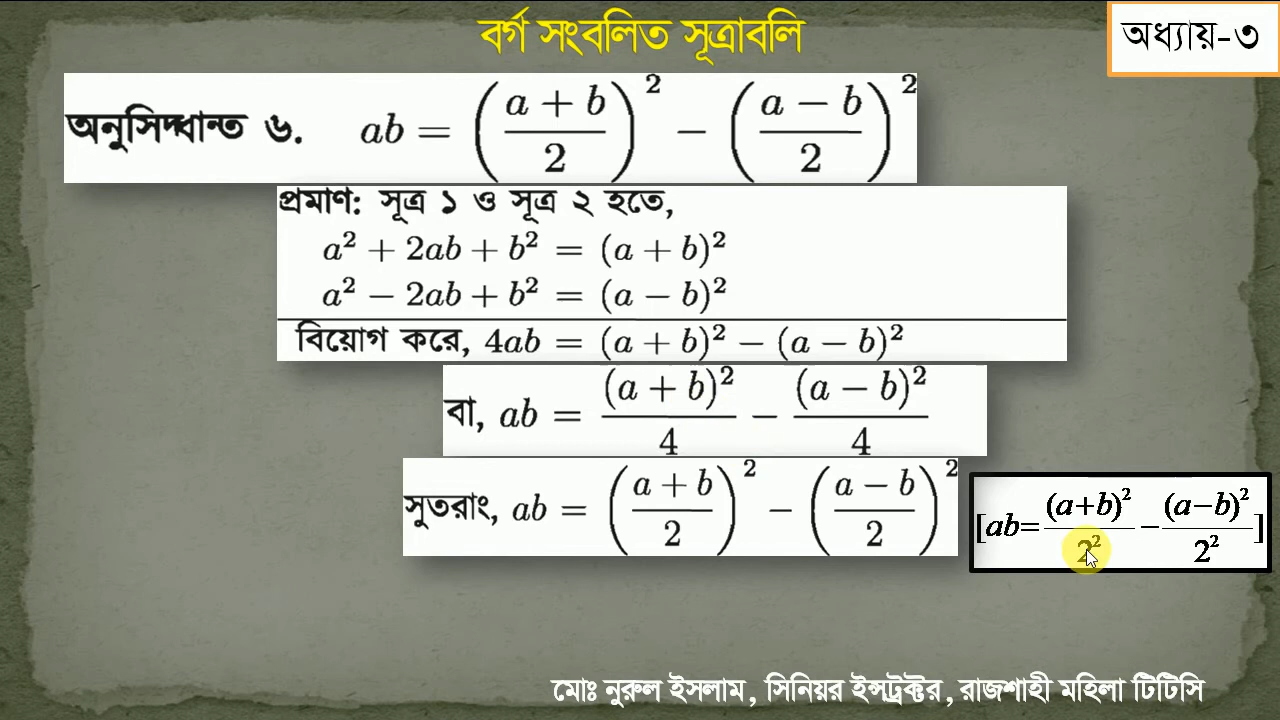 বর্গ সংবলিত সূত্রাবলি
অধ্যায়-৩
অনুসিদ্ধান্ত ৬. ab = ((a + b)/2)² − ((a − b)/2)²
প্রমাণ: সূত্র ১ ও সূত্র ২ হতে,
a² + 2ab + b² = (a + b)²
a² − 2ab + b² = (a − b)²
বিয়োগ করে, 4ab = (a + b)² − (a − b)²
বা, ab = (a + b)²/4 − (a − b)²/4
সুতরাং, ab = ((a + b)/2)² − ((a − b)/2)²
[ab=(a+b)²/2²−(a−b)²/2²]
মোঃ নুরুল ইসলাম, সিনিয়র ইন্সট্রাক্টর, রাজশাহী মহিলা টিটিসি